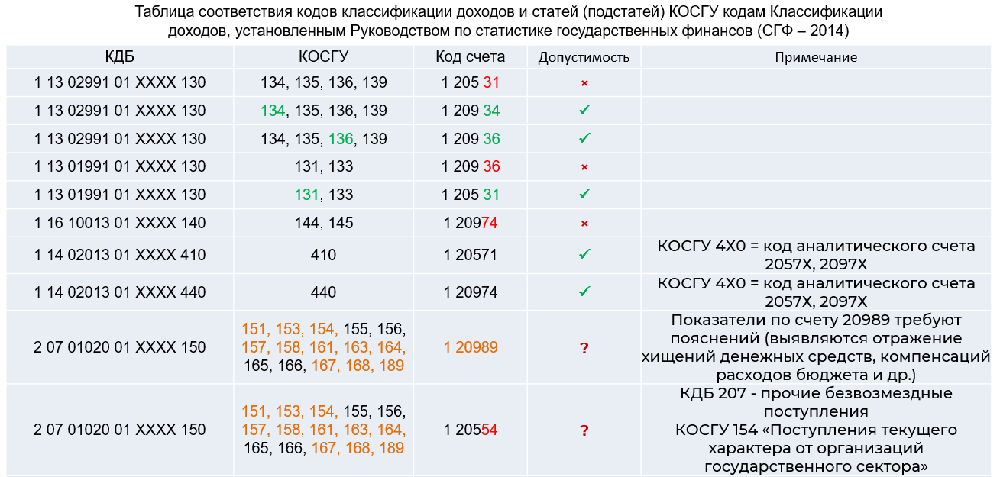 Таблица соответствия кодов классификации доходов и статей (подстатей) КОСГУ кодам Классификации
доходов, установленным Руководством по статистике государственных финансов (СГФ – 2014)
КДБ КОСГУ Код счета Допустимость Примечание
1 13 02991 01 XXXX 130 134, 135, 136, 139 1 205 31 ×
1 13 02991 01 XXXX 130 134, 135, 136, 139 1 209 34 ✓
1 13 02991 01 XXXX 130 134, 135, 136, 139 1 209 36 ✓
1 13 01991 01 XXXX 130 131, 133 1 209 36 ×
1 13 01991 01 XXXX 130 131, 133 1 205 31 ✓
1 16 10013 01 XXXX 140 144, 145 1 20974 ×
1 14 02013 01 XXXX 410 410 1 20571 ✓ КОСГУ 4X0 = код аналитического счета
2057X, 2097X
1 14 02013 01 XXXX 440 440 1 20974 ✓ КОСГУ 4X0 = код аналитического счета
2057X, 2097X
2 07 01020 01 XXXX 150
151, 153, 154, 155, 156,
157, 158, 161, 163, 164,
165, 166, 167, 168, 189
1 20989
?
Показатели по счету 20989 требуют
пояснений (выявляются отражение
хищений денежных средств, компенсаций
расходов бюджета и др.)
2 07 01020 01 XXXX 150
151, 153, 154, 155, 156,
157, 158, 161, 163, 164,
165, 166, 167, 168, 189
1 20554
?
КДБ 207 - прочие безвозмездные
поступления
КОСГУ 154 «Поступления текущего
характера от организаций
государственного сектора»